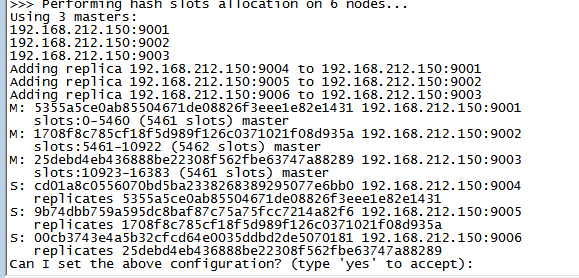 >>> Performing hash slots allocation on 6 nodes...
Using 3 masters:
192.168.212.150:9001
192.168.212.150:9002
192.168.212.150:9003
Adding replica 192.168.212.150:9004 to 192.168.212.150:9001
Adding replica 192.168.212.150:9005 to 192.168.212.150:9002
Adding replica 192.168.212.150:9006 to 192.168.212.150:9003
M: 5355a5ce0ab85504671de08826f3eee1e82e1431 192.168.212.150:9001
slots:0-5460 (5461 slots) master
M: 1708f8c785cf18f5d989f126c0371021f08d935a 192.168.212.150:9002
slots:5461-10922 (5462 slots) master
M: 25debd4eb436888be22308f562fbe63747a88289 192.168.212.150:9003
slots:10923-16383 (5461 slots) master
S: cd01a8c0556070bd5ba2338268389295077e6bb0 192.168.212.150:9004
replicates 5355a5ce0ab85504671de08826f3eee1e82e1431
S: 9b74dbb759a595dc8baf87c75a75fcc7214a82f6 192.168.212.150:9005
replicates 1708f8c785cf18f5d989f126c0371021f08d935a
S: 00cb3743e4a5b32cfcd64e0035ddbd2de5070181 192.168.212.150:9006
replicates 25debd4eb436888be22308f562fbe63747a88289
Can I set the above configuration? (type 'yes' to accept):